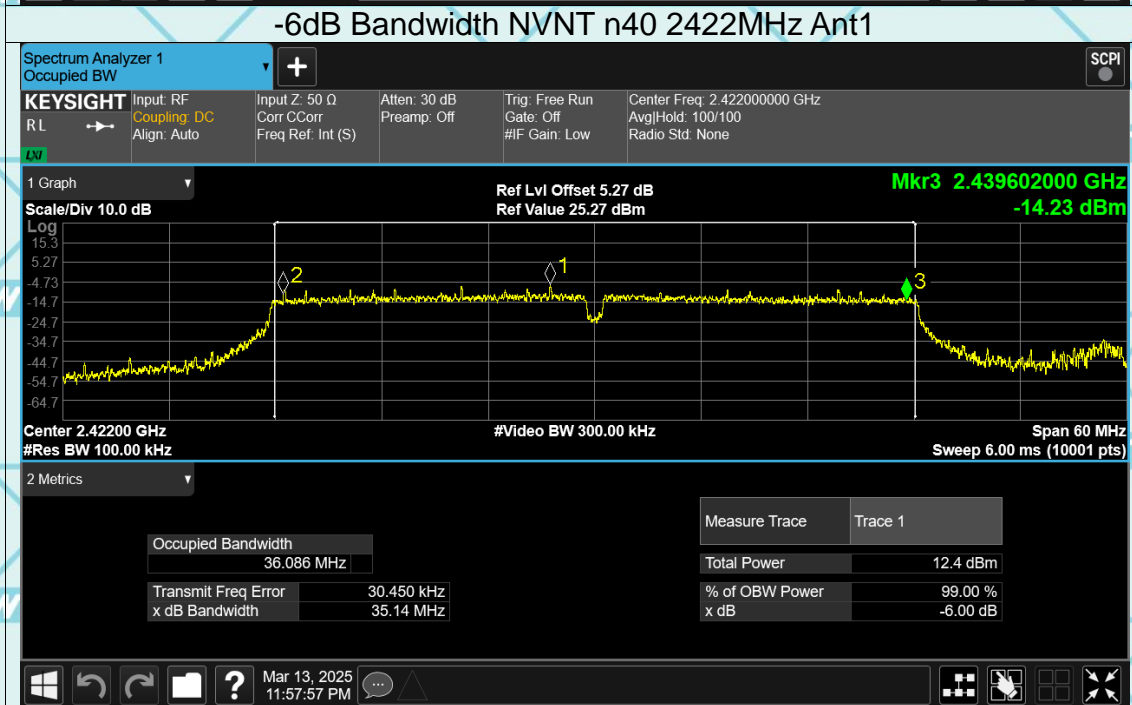 -6dB Bandwidth NVNT n40 2422MHz Ant1
Spectrum Analyzer 1
Occupied BW
+
SCPI
KEYSIGHT
RL
LXI
Input: RF
Coupling: DC
Align: Auto
Input Z: 50 Ω
Corr CCorr
Freq Ref: Int (S)
Atten: 30 dB
Preamp: Off
Trig: Free Run
Gate: Off
#IF Gain: Low
Center Freq: 2.422000000 GHz
Avg|Hold: 100/100
Radio Std: None
1 Graph
Scale/Div 10.0 dB
Ref Lvl Offset 5.27 dB
Ref Value 25.27 dBm
Mkr3 2.439602000 GHz
-14.23 dBm
Log
15.3
5.27
-4.73
-14.7
-24.7
-34.7
-44.7
-54.7
-64.7
2
1
3
Center 2.42200 GHz
#Video BW 300.00 kHz
Span 60 MHz
#Res BW 100.00 kHz
Sweep 6.00 ms (10001 pts)
2 Metrics
Occupied Bandwidth
36.086 MHz
Transmit Freq Error 30.450 kHz
x dB Bandwidth 35.14 MHz
Measure Trace Trace 1
Total Power 12.4 dBm
% of OBW Power 99.00 %
x dB -6.00 dB
?
Mar 13, 2025
11:57:57 PM